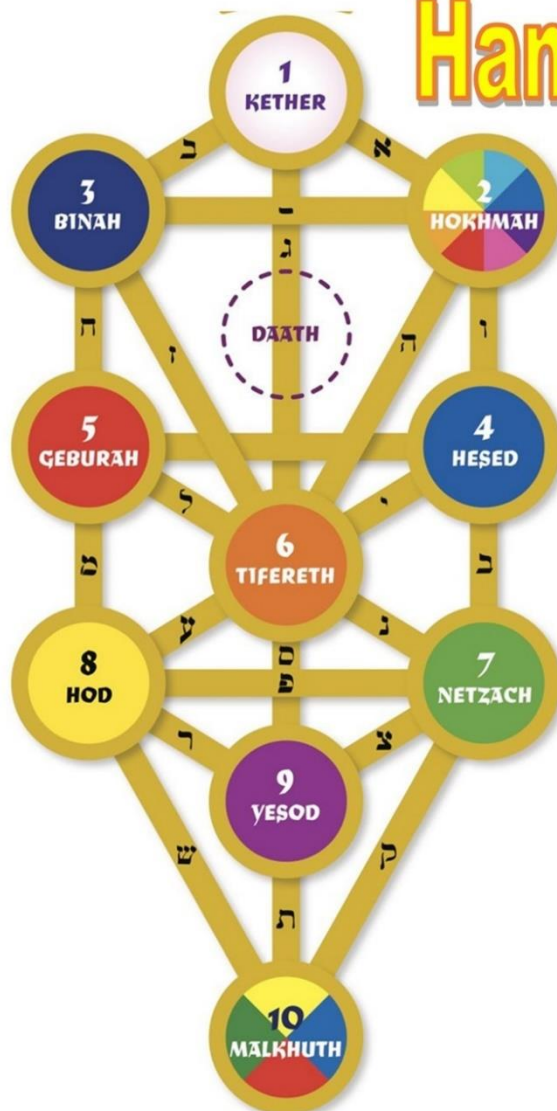 Han
1
KETHER
א
3
BINAH
2
HOKHMAH
ג
DAATH
ח
ז
ה
ו
5
GEBURAH
4
HESED
ל
י
6
TIFERETH
8
HOD
ס
7
NETZACH
ר
צ
9
YESOD
ש
ק
ת
10
MALKHUTH